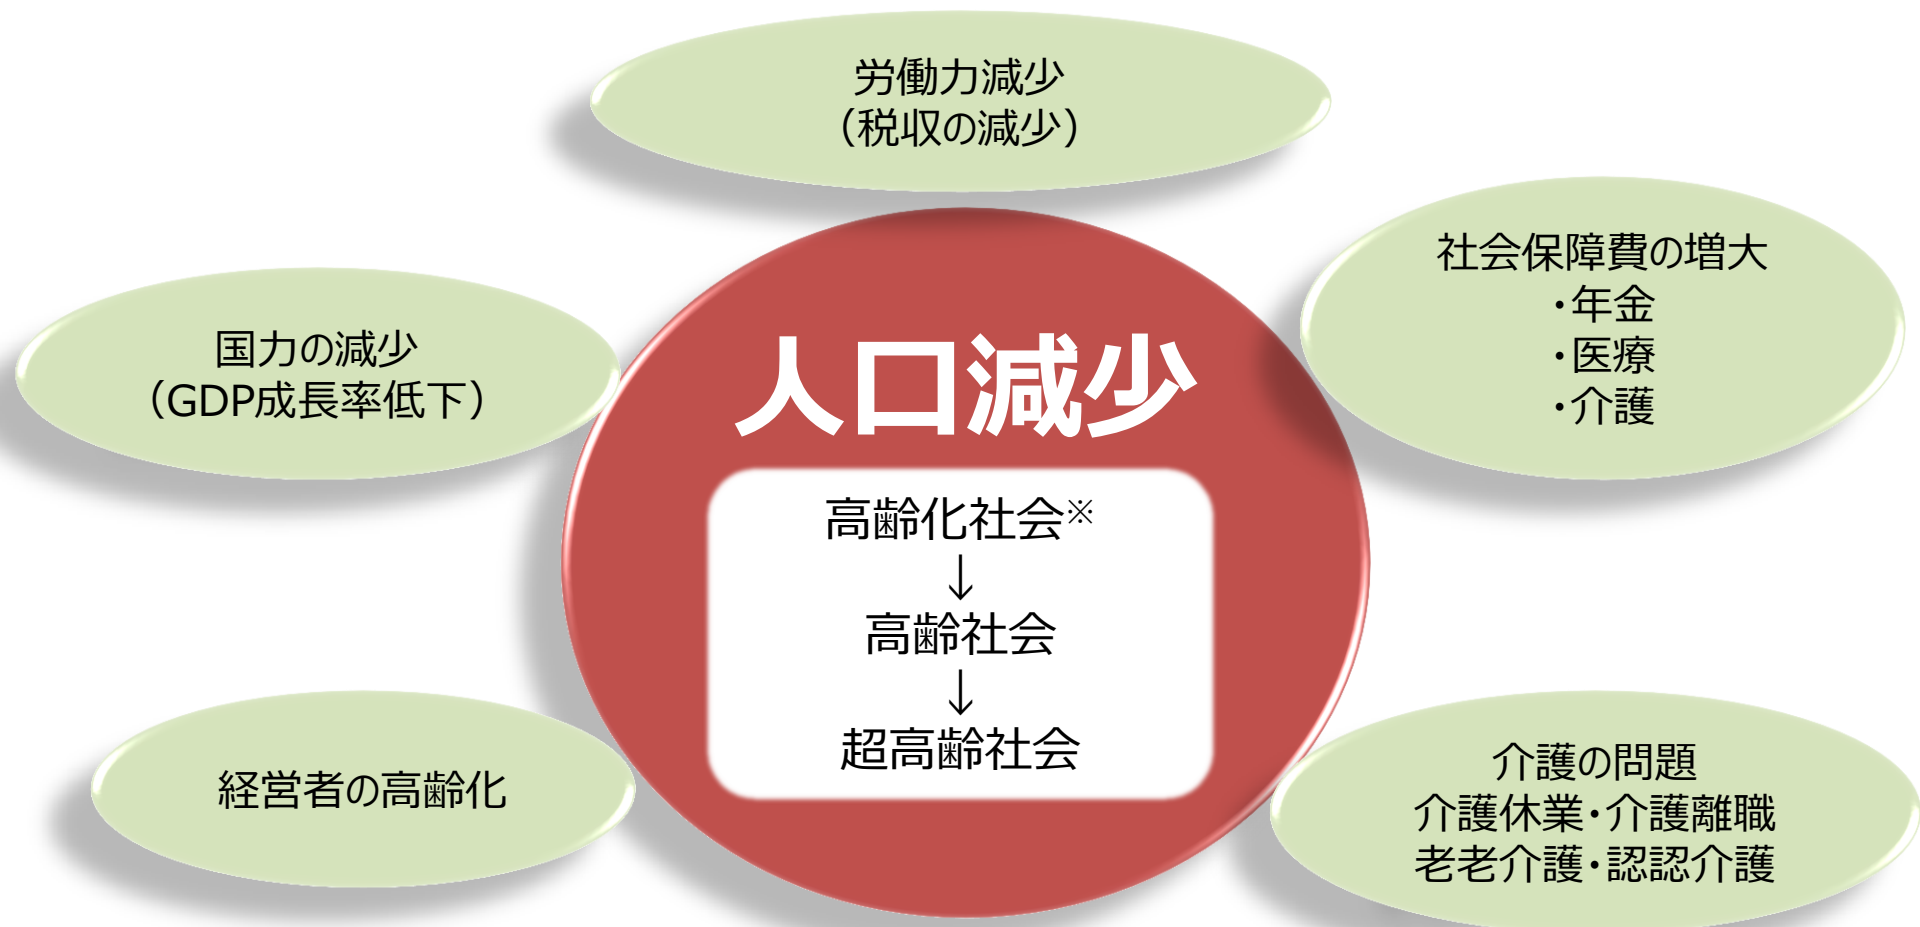 労働力減少
（税収の減少）
社会保障費の増大
・年金
・医療
・介護
国力の減少
（GDP成長率低下）
人口減少
高齢化社会※
↓
高齢社会
↓
超高齢社会
経営者の高齢化
介護の問題
介護休業・介護離職
老老介護・認認介護